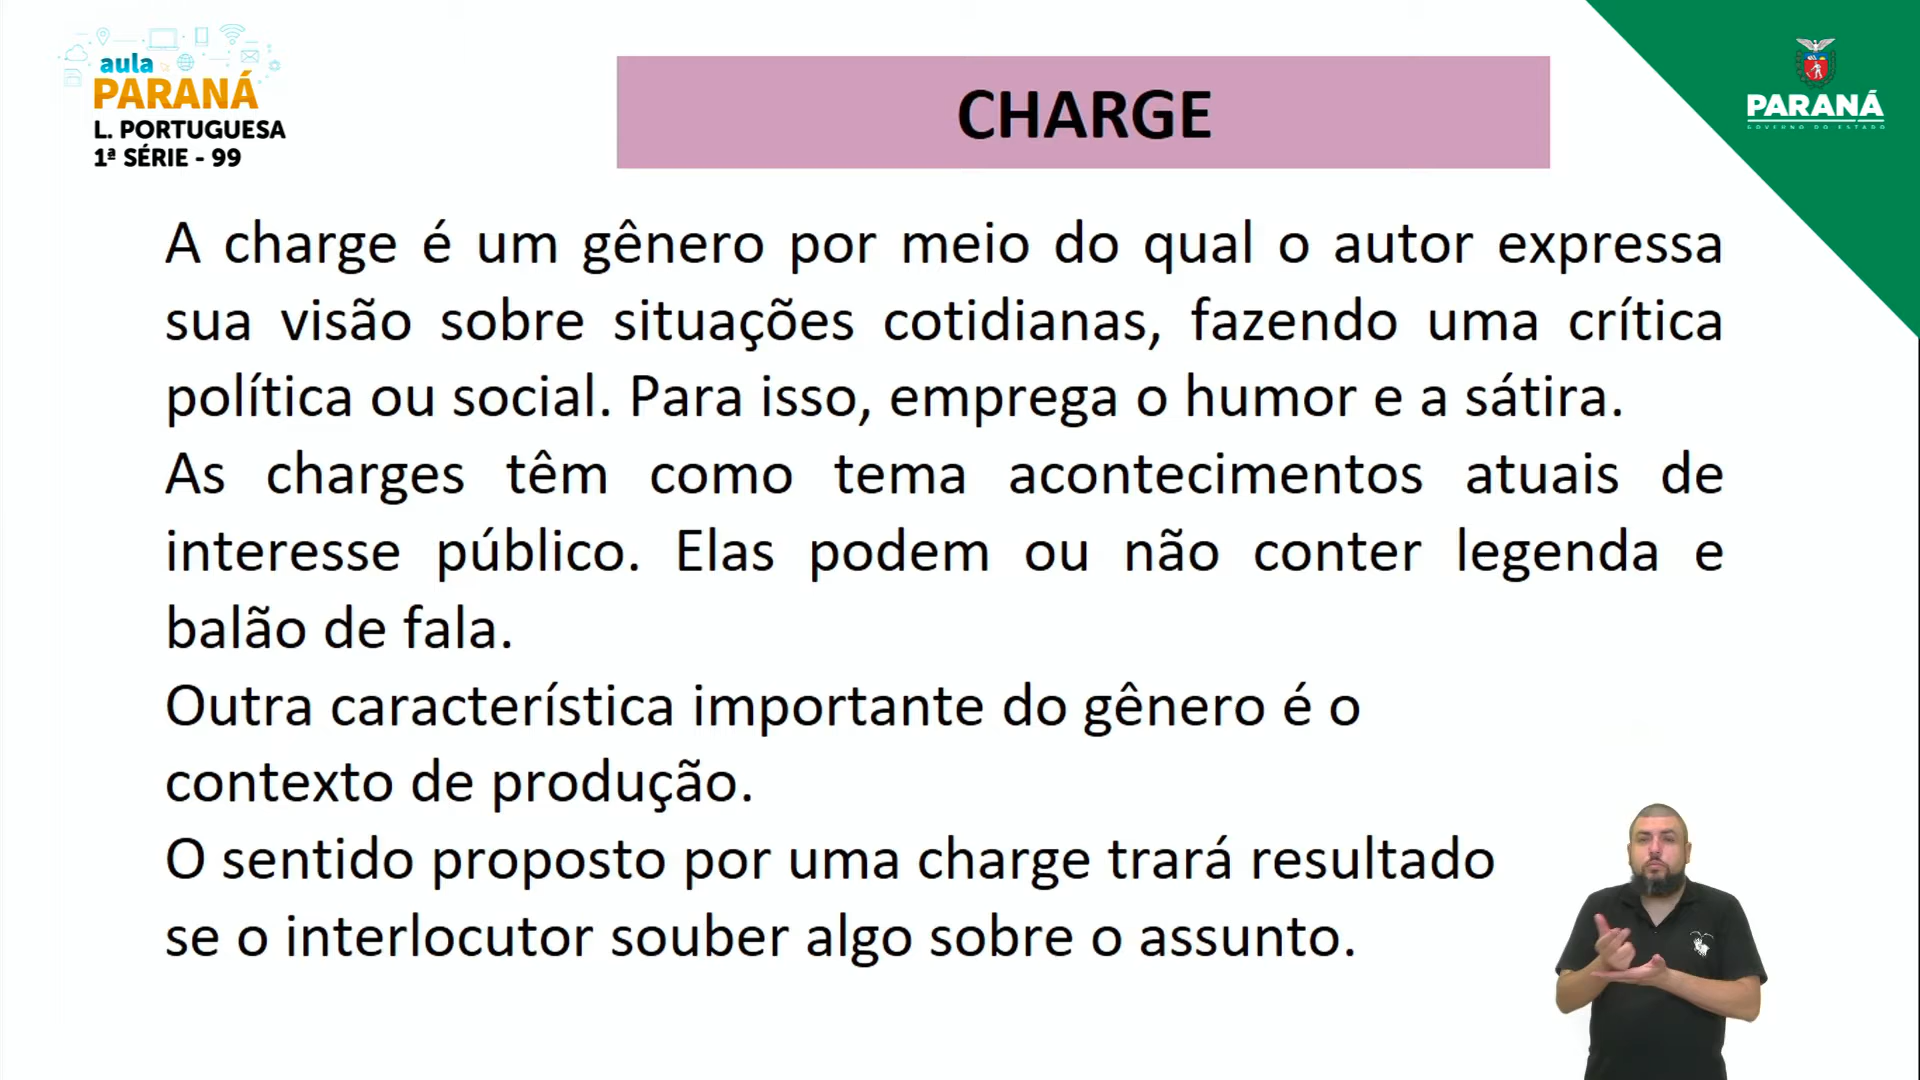 aula
PARANÁ
L. PORTUGUESA
1ª SÉRIE - 99
CHARGE
PARANÁ
GOVERNO DO ESTADO
A charge é um gênero por meio do qual o autor expressa
sua visão sobre situações cotidianas, fazendo uma crítica
política ou social. Para isso, emprega o humor e a sátira.
As charges têm como tema acontecimentos atuais de
interesse público. Elas podem ou não conter legenda e
balão de fala.
Outra característica importante do gênero é o
contexto de produção.
O sentido proposto por uma charge trará resultado
se o interlocutor souber algo sobre o assunto.